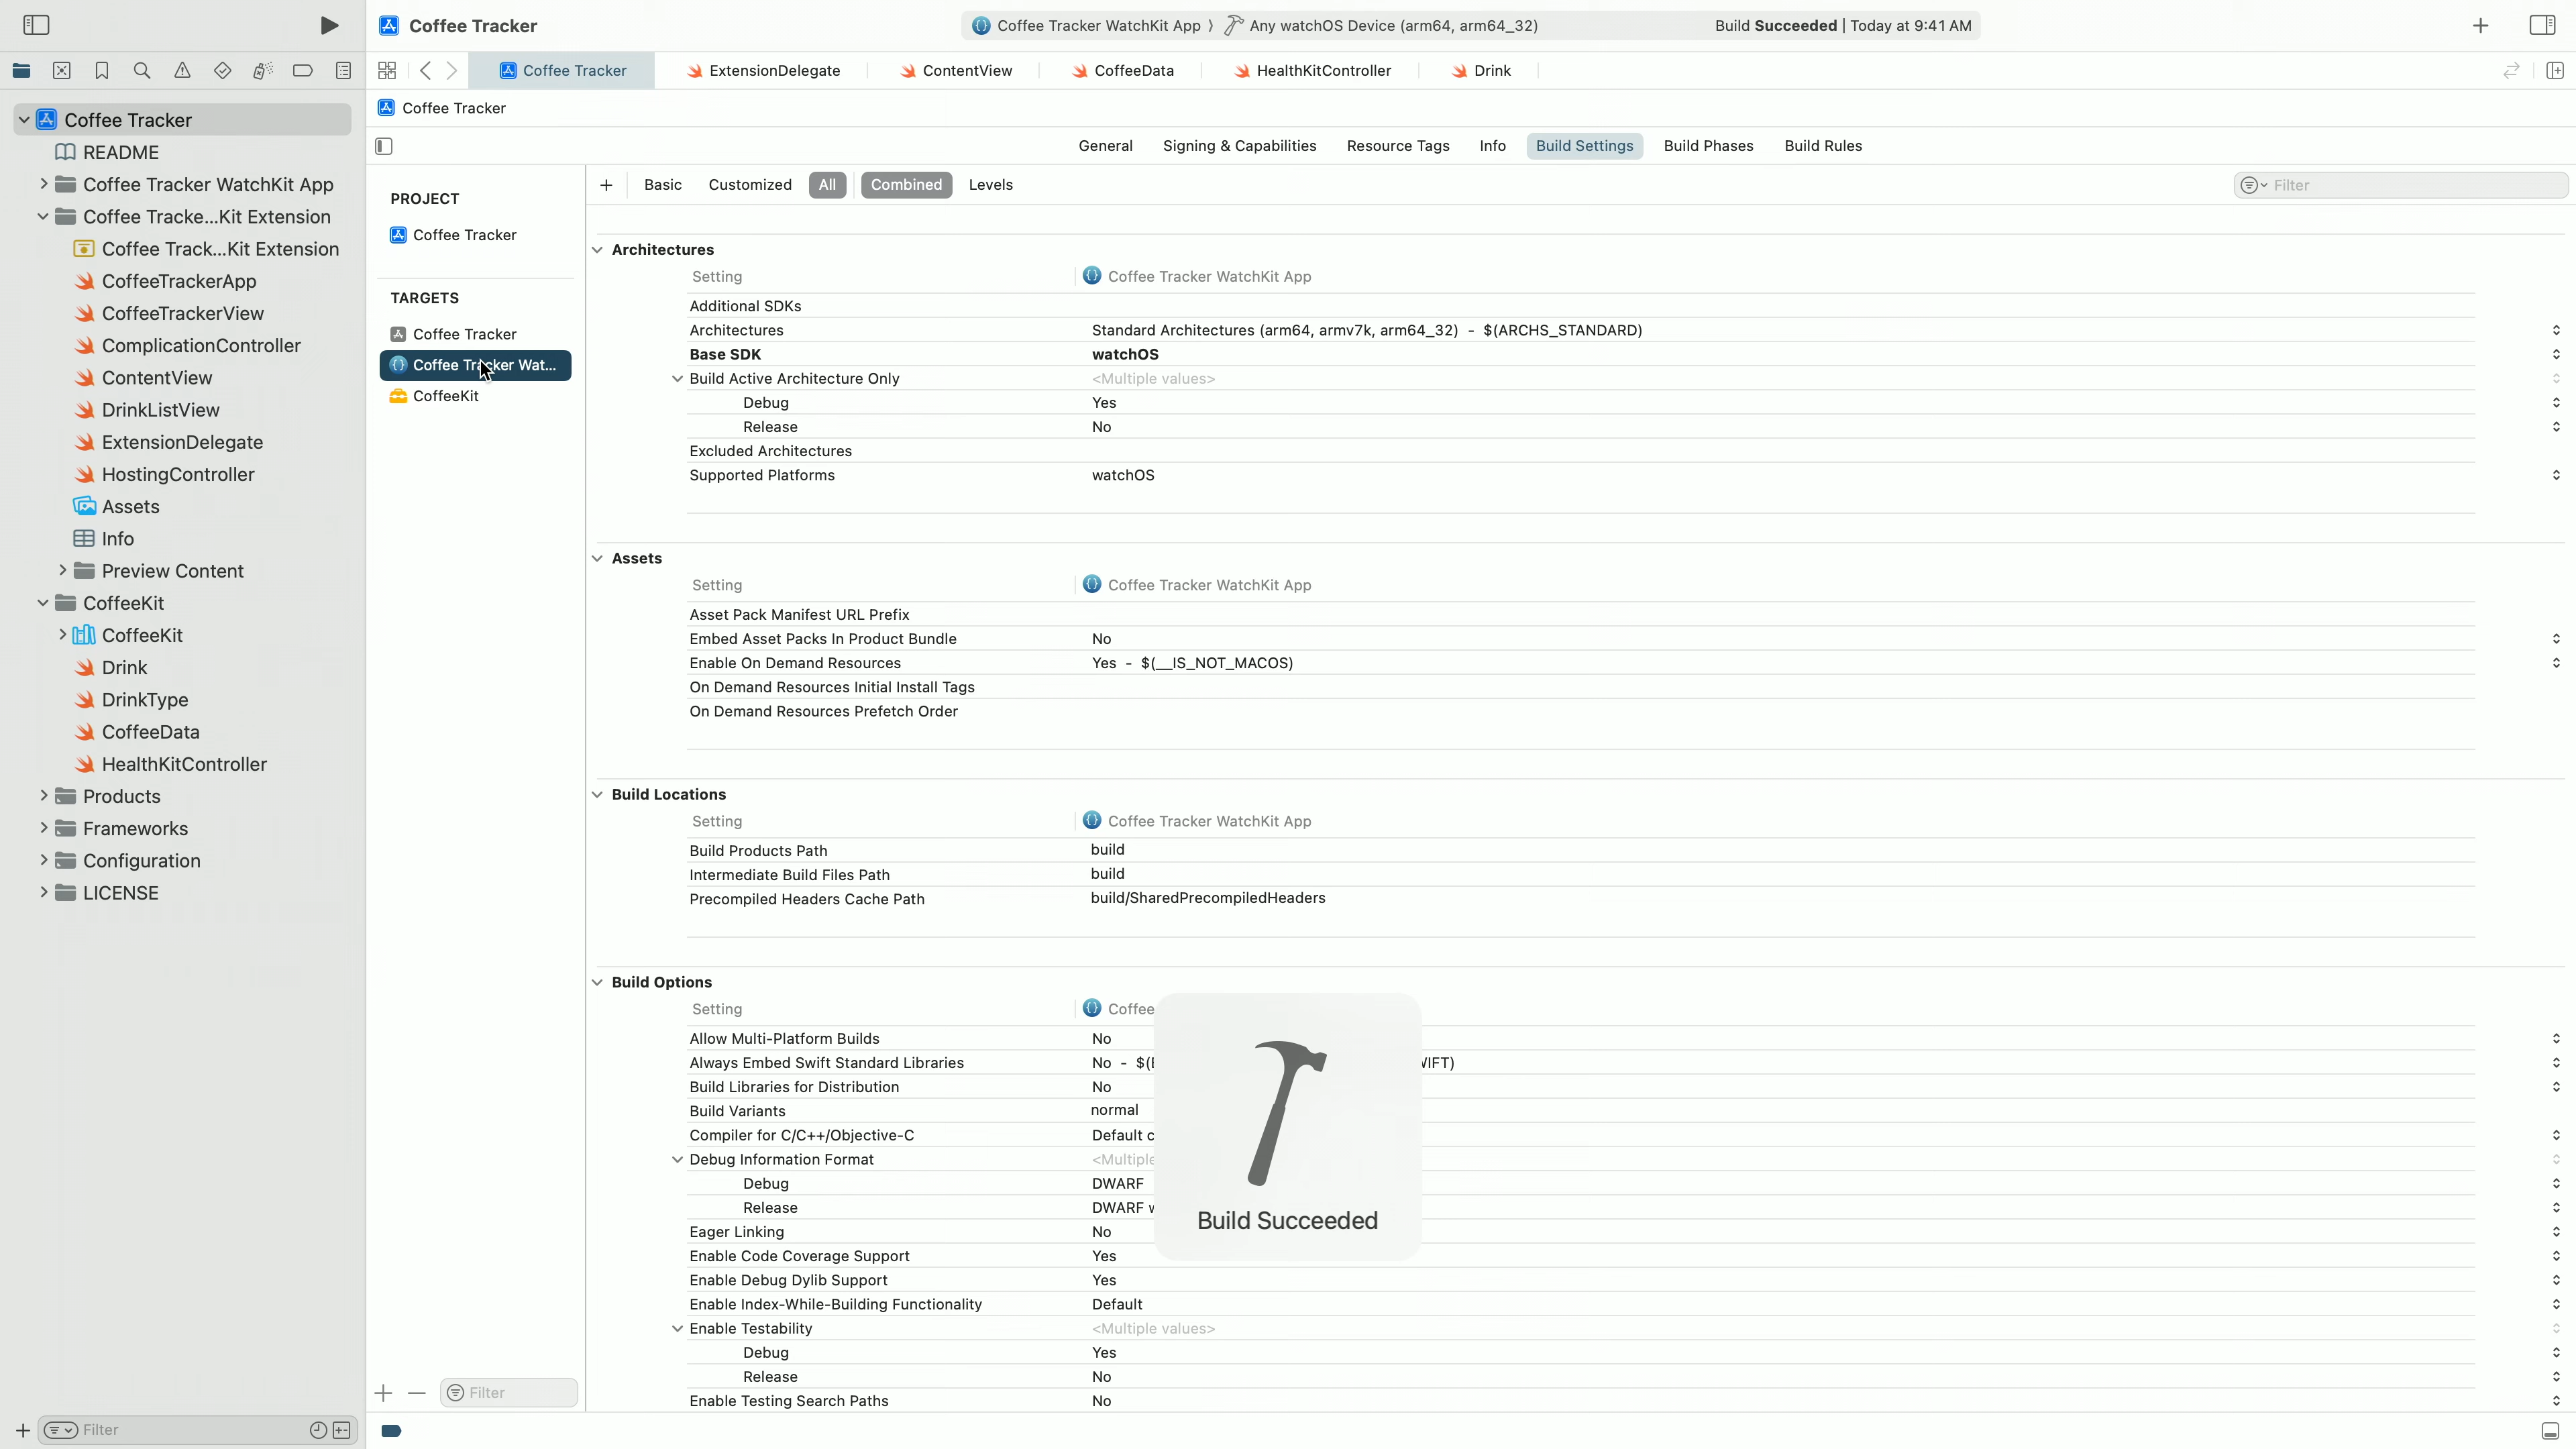 Coffee Tracker
Coffee Tracker WatchKit App ⟩ Any watchOS Device (arm64, arm64_32)
Build Succeeded | Today at 9:41 AM
Coffee Tracker
ExtensionDelegate
ContentView
CoffeeData
HealthKitController
Drink
Coffee Tracker
README
Coffee Tracker WatchKit App
Coffee Tracke...Kit Extension
Coffee Track...Kit Extension
CoffeeTrackerApp
CoffeeTrackerView
ComplicationController
ContentView
DrinkListView
ExtensionDelegate
HostingController
Assets
Info
Preview Content
CoffeeKit
CoffeeKit
Drink
DrinkType
CoffeeData
HealthKitController
Products
Frameworks
Configuration
LICENSE
Filter
Coffee Tracker
General Signing & Capabilities Resource Tags Info Build Settings Build Phases Build Rules
PROJECT
Coffee Tracker
TARGETS
Coffee Tracker
Coffee Tracker Wat...
CoffeeKit
Filter
Basic Customized All Combined Levels
Filter
Architectures
Setting Coffee Tracker WatchKit App
Additional SDKs
Architectures Standard Architectures (arm64, armv7k, arm64_32) - $(ARCHS_STANDARD)
Base SDK watchOS
Build Active Architecture Only <Multiple values>
Debug Yes
Release No
Excluded Architectures
Supported Platforms watchOS
Assets
Setting Coffee Tracker WatchKit App
Asset Pack Manifest URL Prefix
Embed Asset Packs In Product Bundle No
Enable On Demand Resources Yes - $(__IS_NOT_MACOS)
On Demand Resources Initial Install Tags
On Demand Resources Prefetch Order
Build Locations
Setting Coffee Tracker WatchKit App
Build Products Path build
Intermediate Build Files Path build
Precompiled Headers Cache Path build/SharedPrecompiledHeaders
Build Options
Setting Coffee
Allow Multi-Platform Builds No
Always Embed Swift Standard Libraries No - $(
Build Libraries for Distribution No
Build Variants normal
Compiler for C/C++/Objective-C Default c
Debug Information Format <Multiple
Debug DWARF
Release DWARF w
Eager Linking No
Enable Code Coverage Support Yes
Enable Debug Dylib Support Yes
Enable Index-While-Building Functionality Default
Enable Testability <Multiple values>
Debug Yes
Release No
Enable Testing Search Paths No
Build Succeeded